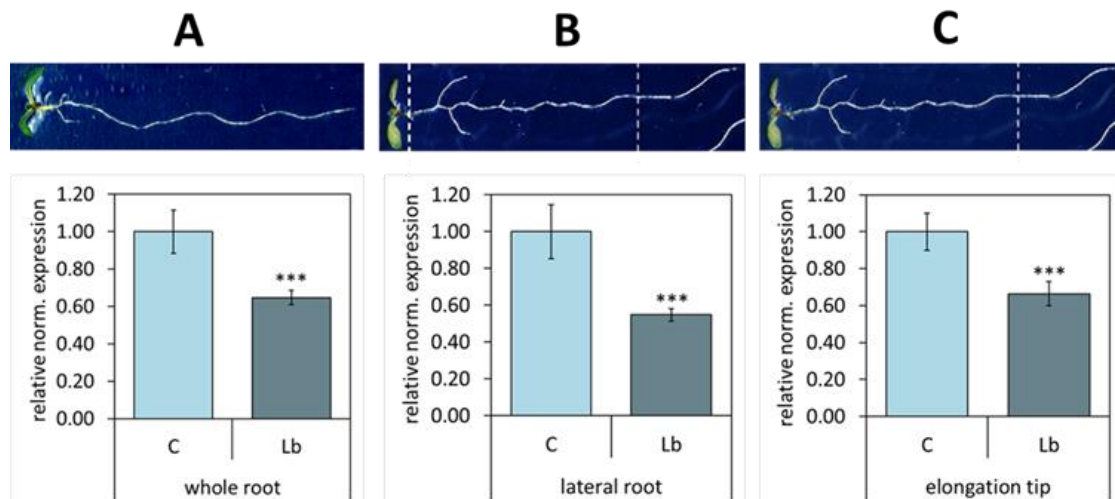 A
B
C
relative norm. expression
1.20
1.00
0.80
0.60
0.40
0.20
0.00
***
C
Lb
whole root
relative norm. expression
1.20
1.00
0.80
0.60
0.40
0.20
0.00
***
C
Lb
lateral root
relative norm. expression
1.20
1.00
0.80
0.60
0.40
0.20
0.00
***
C
Lb
elongation tip